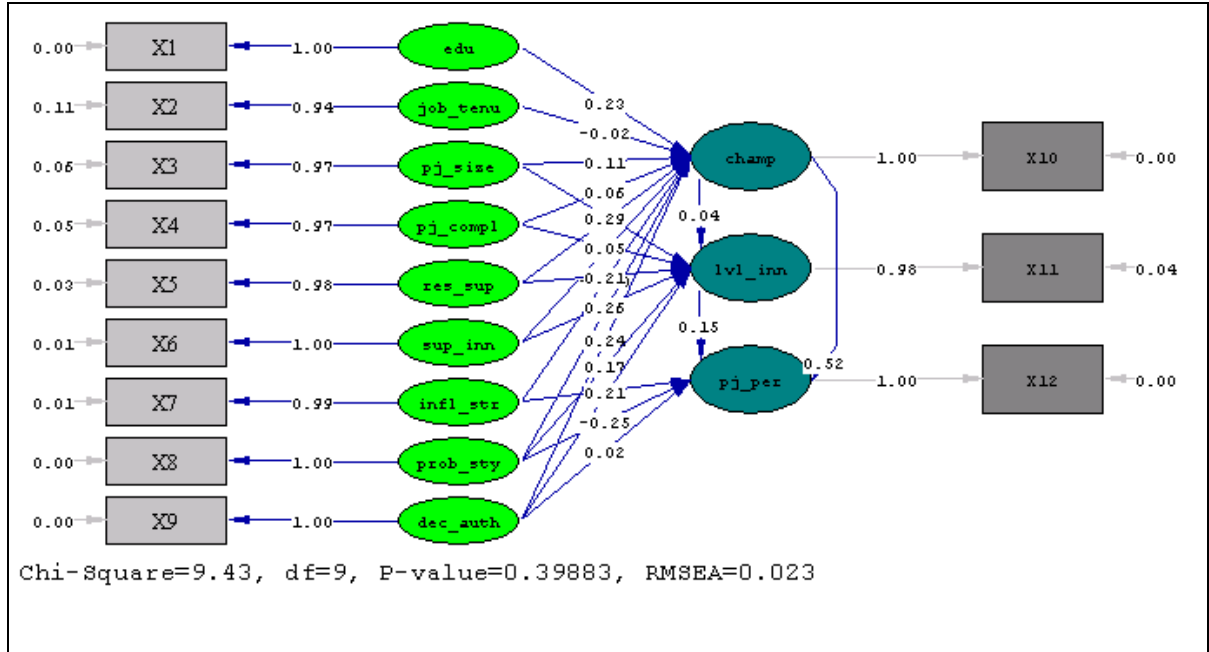 0.00 X1 1.00 edu
0.11 X2 0.94 job_tenu
0.06 X3 0.97 pj_size
0.05 X4 0.97 pj_compl
0.03 X5 0.98 res_sup
0.01 X6 1.00 sup_inn
0.01 X7 0.99 infl_str
0.00 X8 1.00 prob_sty
0.00 X9 1.00 dec_auth
0.23
-0.02
0.11
0.06
0.29
0.05
0.21
0.26
0.24
0.17
0.21
-0.25
0.02
champ 1.00 X10 0.00
0.04
lvl_inn 0.98 X11 0.04
0.15
0.52
pj_per 1.00 X12 0.00
Chi-Square=9.43, df=9, P-value=0.39883, RMSEA=0.023